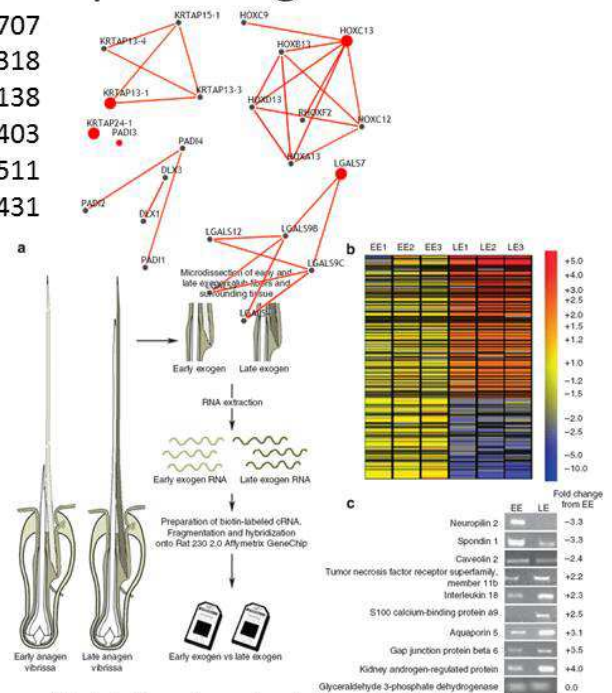 707
318
138
403
511
431
KRTAP15-1
KRTAP13-4
KRTAP13-1
KRTAP13-3
KRTAP24-1
PADI3
PADI4
DLX3
PADI2
DLX1
PADI1
HOXC9
HOXC13
HOXB13
HOXD13
RHOXF2
HOXC12
HOXA13
LGALS7
LGALS12
LGALS9B
LGALS9C
a
Microdissection of early and
late exogen club fibers and
surrounding tissue
Early exogen Late exogen
RNA extraction
Early exogen RNA Late exogen RNA
Preparation of biotin-labeled cRNA.
Fragmentation and hybridization
onto Rat 230 2.0 Affymetrix GeneChip
Early exogen vs late exogen
Early anagen
vibrissa
Late anagen
vibrissa
b
EE1 EE2 EE3 LE1 LE2 LE3
+5.0
+4.0
+3.0
+2.5
+2.0
+1.5
+1.2
+1.0
−1.2
−1.5
−2.0
−2.5
−5.0
−10.0
c
EE LE
Fold change
from EE
Neuropilin 2 −3.3
Spondin 1 −3.3
Caveolin 2 −2.4
Tumor necrosis factor receptor superfamily,
member 11b +2.2
Interleukin 18 +2.3
S100 calcium-binding protein a9 +2.5
Aquaporin 5 +3.1
Gap junction protein beta 6 +3.5
Kidney androgen-regulated protein +4.0
Glyceraldehyde 3-phosphate dehydrogenase 0.0